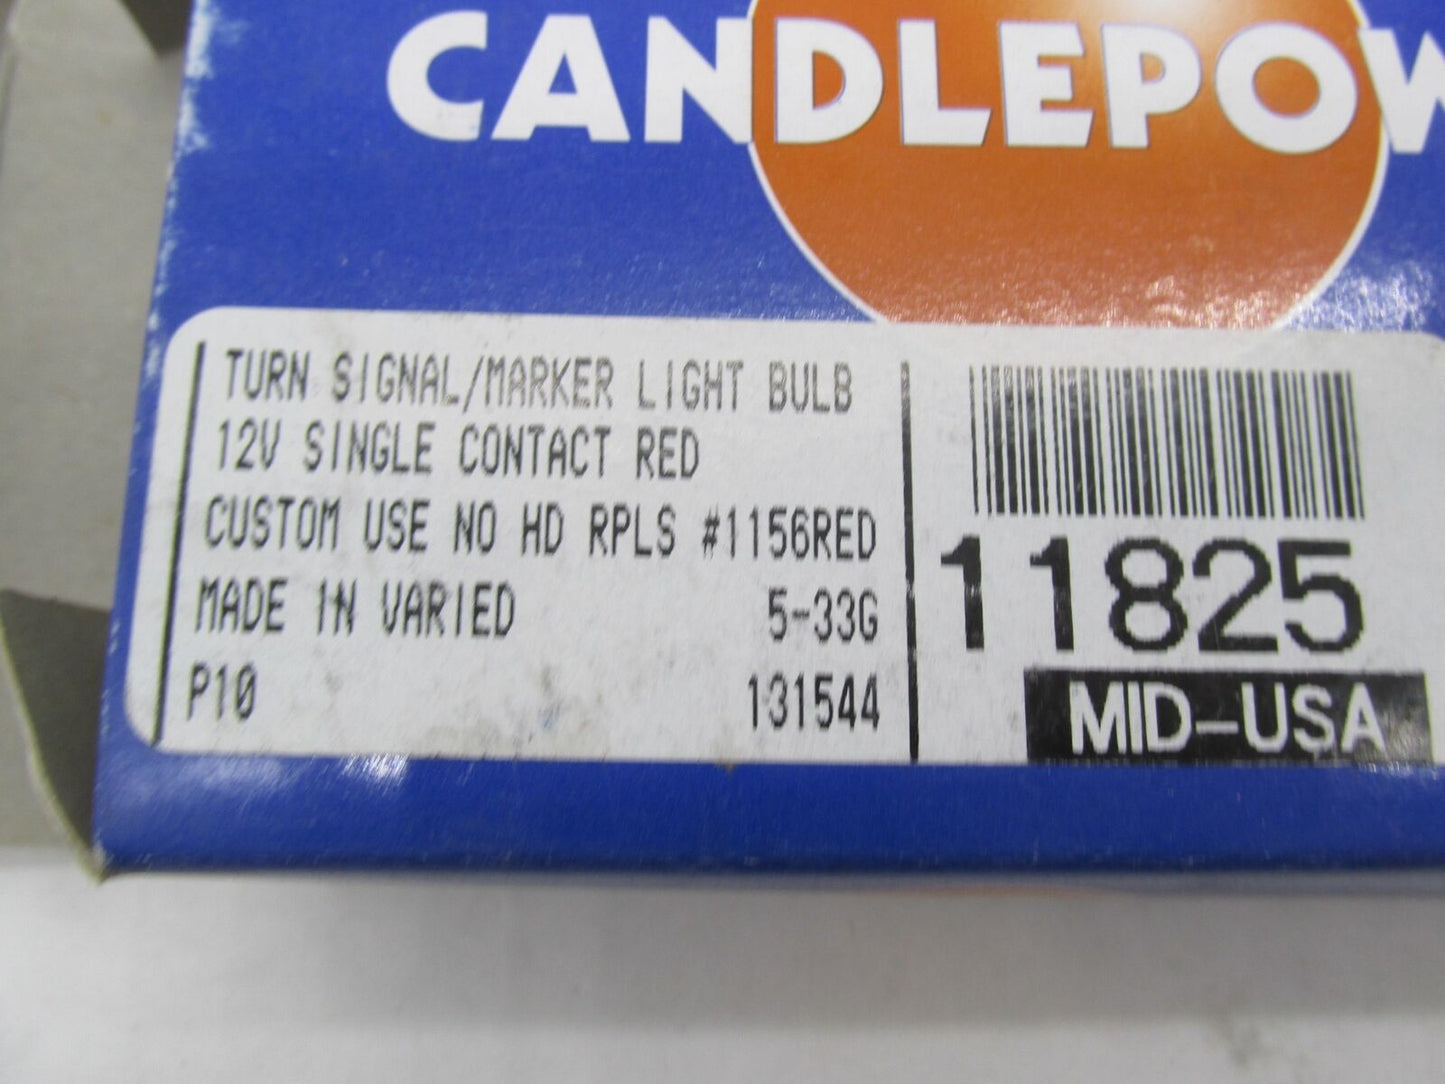 CANDLEPOW
TURN SIGNAL/MARKER LIGHT BULB
12V SINGLE CONTACT RED
CUSTOM USE NO HD RPLS #1156RED
MADE IN VARIED 5-33G
P10 131544
11825
MID-USA